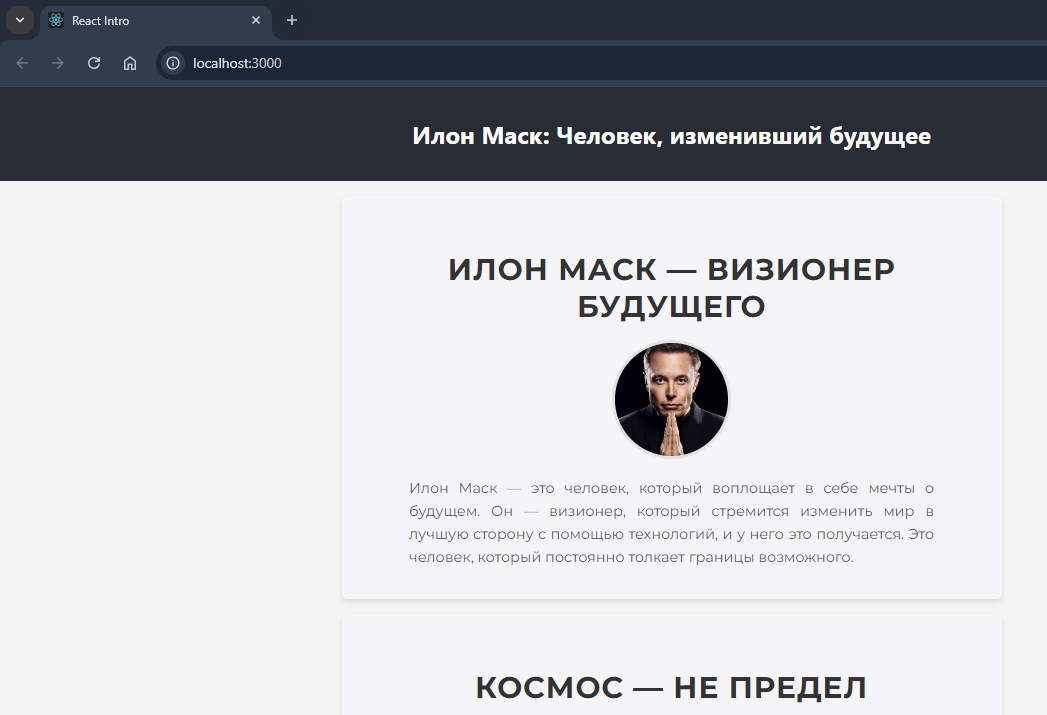 React Intro
localhost:3000
Илон Маск: Человек, изменивший будущее
ИЛОН МАСК — ВИЗИОНЕР
БУДУЩЕГО
Илон Маск — это человек, который воплощает в себе мечты о
будущем. Он — визионер, который стремится изменить мир в
лучшую сторону с помощью технологий, и у него это получается. Это
человек, который постоянно толкает границы возможного.
КОСМОС — НЕ ПРЕДЕЛ